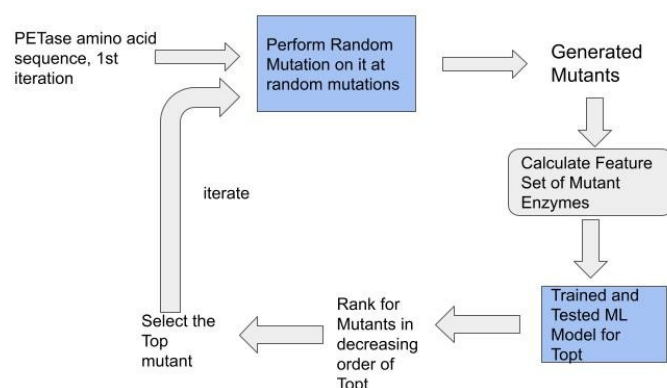 PETase amino acid
sequence, 1st
iteration
Perform Random
Mutation on it at
random mutations
Generated
Mutants
Calculate Feature
Set of Mutant
Enzymes
Trained and
Tested ML
Model for
Topt
Rank for
Mutants in
decreasing
order of
Topt
Select the
Top
mutant
iterate